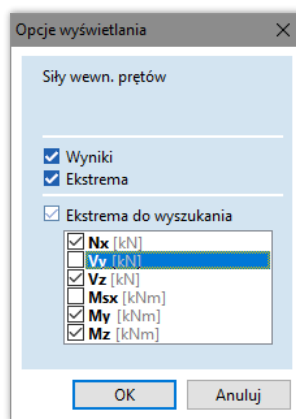 Opcje wyświetlania
Siły wewn. prętów
Wyniki
Ekstrema
Ekstrema do wyszukania
Nx [kN]
Vy [kN]
Vz [kN]
Msx [kNm]
My [kNm]
Mz [kNm]
OK Anuluj